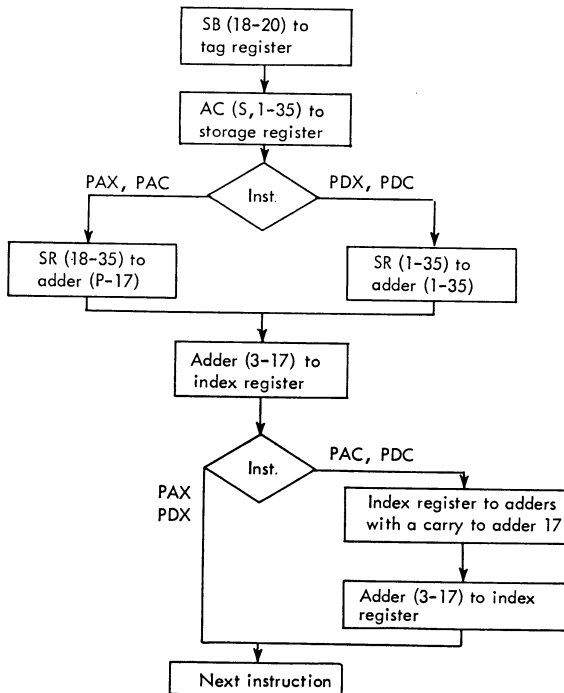 SB (18-20) to
tag register
AC (S, 1-35) to
storage register
PAX, PAC
Inst.
PDX, PDC
SR (18-35) to
adder (P-17)
SR (1-35) to
adder (1-35)
Adder (3-17) to
index register
Inst.
PAC, PDC
PAX
PDX
Index register to adders
with a carry to adder 17
Adder (3-17) to index
register
Next instruction